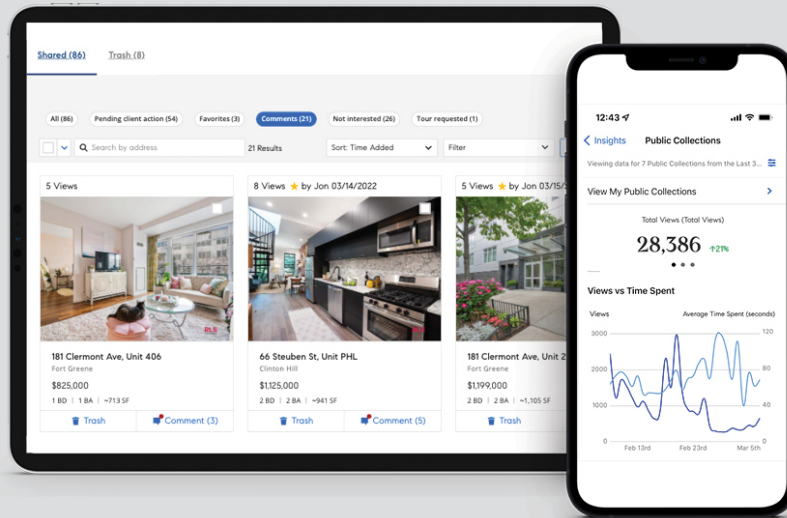 Shared (86) Trash (8)
All (86) Pending client action (54) Favorites (3) Comments (21) Not interested (26) Tour requested (1)
Search by address 21 Results Sort: Time Added Filter
5 Views
8 Views ★ by Jon 03/14/2022
5 Views ★ by Jon 03/15/
RLS
RLS
181 Clermont Ave, Unit 406
Fort Greene
$825,000
1 BD | 1 BA | ~713 SF
Trash Comment (3)
66 Steuben St, Unit PHL
Clinton Hill
$1,125,000
2 BD | 2 BA | ~941 SF
Trash Comment (5)
181 Clermont Ave, Unit 2
Fort Greene
$1,199,000
2 BD | 2 BA | ~1,105 SF
Trash
12:43
Insights Public Collections
Viewing data for 7 Public Collections from the Last 3...
View My Public Collections
Total Views (Total Views)
28,386 ↑21%
Views vs Time Spent
Views Average Time Spent (seconds)
3000 120
2000 80
1000 40
0 0
Feb 13rd Feb 23rd Mar 5th